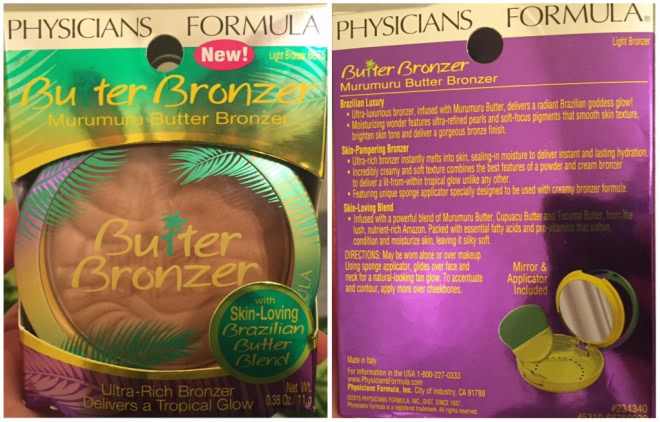 PHYSICIANS FORMULA
New!
Light Bronzer 6675
Butter Bronzer
Murumuru Butter Bronzer
Butter
Bronzer
with
Skin-Loving
Brazilian
Butter
Blend
Ultra-Rich Bronzer
Delivers a Tropical Glow
Net Wt.
0.38 Oz./ 11 g
PHYSICIANS FORMULA®
Light Bronzer
Butter Bronzer
Murumuru Butter Bronzer
Brazilian Luxury
• Ultra-luxurious bronzer, infused with Murumuru Butter, delivers a radiant Brazilian goddess glow!
• Moisturizing wonder features ultra-refined pearls and soft-focus pigments that smooth skin texture,
brighten skin tone and deliver a gorgeous bronze finish.
Skin-Pampering Bronzer
• Ultra-rich bronzer instantly melts into skin, sealing-in moisture to deliver instant and lasting hydration.
• Incredibly creamy and soft texture combines the best features of a powder and cream bronzer
to deliver a lit-from-within tropical glow unlike any other.
• Featuring unique sponge applicator specially designed to be used with creamy bronzer formula.
Skin-Loving Blend
• Infused with a powerful blend of Murumuru Butter, Cupuacu Butter and Tucuma Butter, from the
lush, nutrient-rich Amazon. Packed with essential fatty acids and pro-vitamins that soften,
condition and moisturize skin, leaving it silky soft.
DIRECTIONS: May be worn alone or over makeup.
Using sponge applicator, glides over face and
neck for a natural-looking tan glow. To accentuate
and contour, apply more over cheekbones.
Mirror &
Applicator
Included
Made in Italy
For information in the USA 1-800-227-0333
www.PhysiciansFormula.com
Physicians Formula, Inc. City of Industry, CA 91789
©2015 PHYSICIANS FORMULA, INC., DIST. SINCE 1937
Physicians Formula is a registered trademark. All rights reserved.
#234340